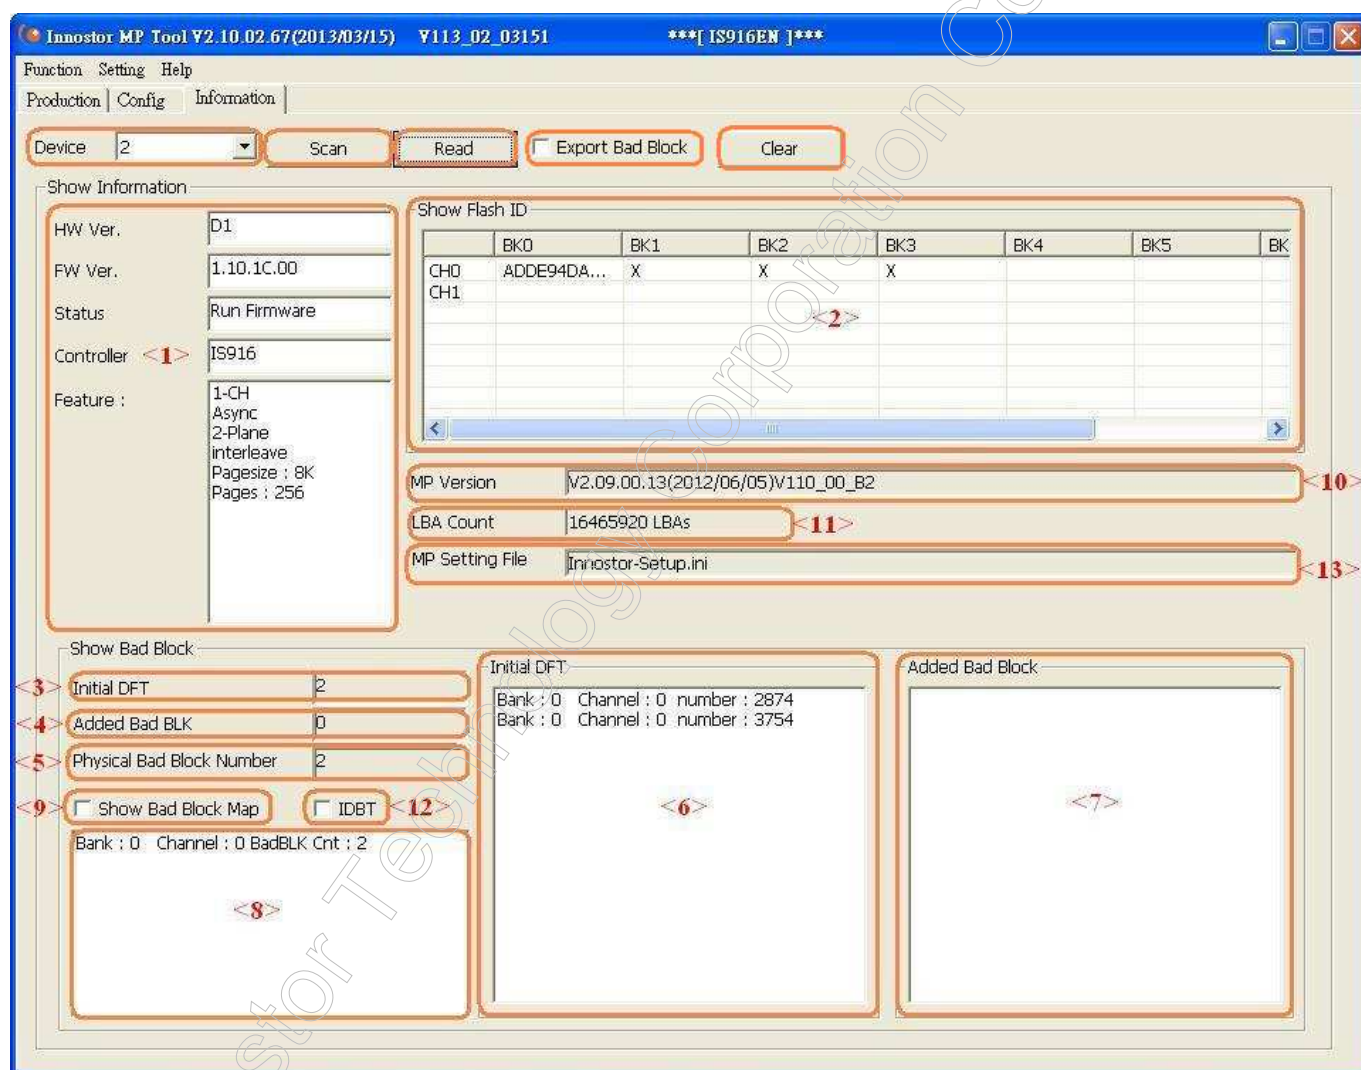 Innostor MP Tool V2.10.02.67(2013/03/15) V113_02_03151 ***[ IS916EN ]***
Function Setting Help
Production Config Information
Device 2 Scan Read Export Bad Block Clear
Show Information
HW Ver. D1
FW Ver. 1.10.1C.00
Status Run Firmware
Controller <1> IS916
Feature :
1-CH
Async
2-Plane
interleave
Pagesize : 8K
Pages : 256
Show Flash ID
BK0 BK1 BK2 BK3 BK4 BK5 BK
CH0 ADDE94DA... X X X
CH1
<2>
MP Version V2.09.00.13(2012/06/05)V110_00_B2 <10>
LBA Count 16465920 LBAs <11>
MP Setting File Innostor-Setup.ini <13>
Show Bad Block
<3> Initial DFT 2
<4> Added Bad BLK 0
<5> Physical Bad Block Number 2
<9> Show Bad Block Map IDBT <12>
Bank : 0 Channel : 0 BadBLK Cnt : 2
<8>
Initial DFT
Bank : 0 Channel : 0 number : 2874
Bank : 0 Channel : 0 number : 3754
<6>
Added Bad Block
<7>
stor Technology Corporation Co